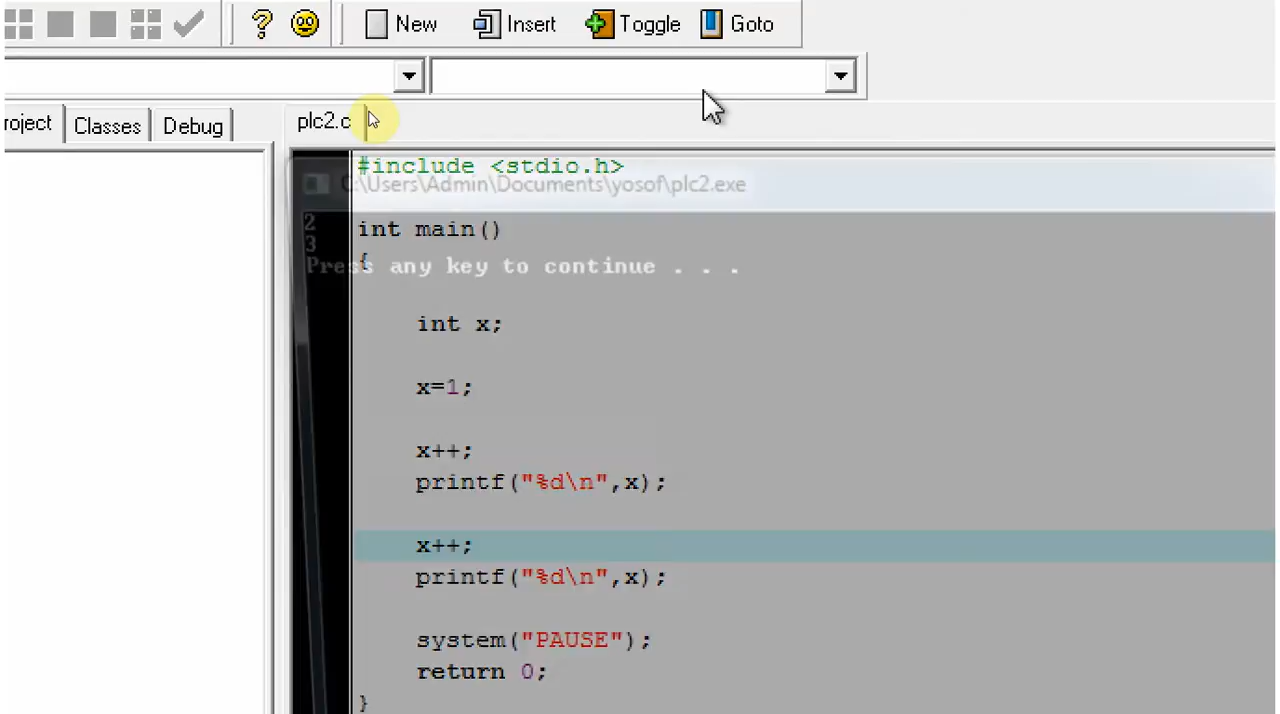 New Insert Toggle Goto
roject Classes Debug plc2.c
#include <stdio.h>
C:\Users\Admin\Documents\yosof\plc2.exe
2
int main()
3
{
Press any key to continue . . .
int x;
x=1;
x++;
printf("%d\n",x);
x++;
printf("%d\n",x);
system("PAUSE");
return 0;
}